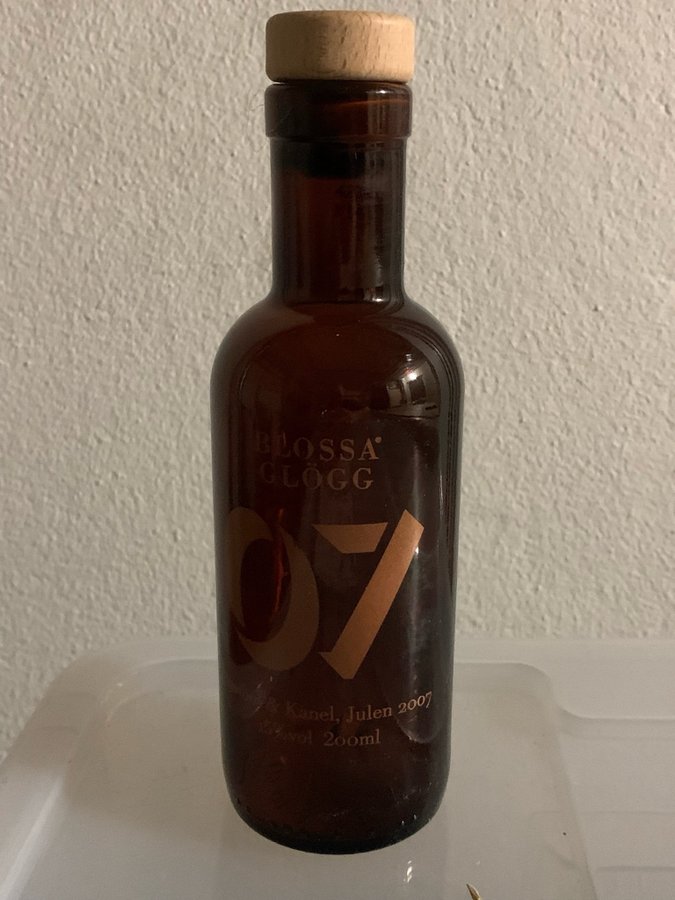 BLOSSA
GLÖGG
07
& Kanel, Julen 2007
%vol 200ml